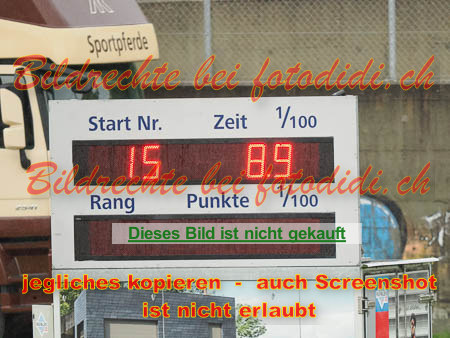 Sportpferde
Bildrechte bei fotodidi.ch
Start Nr. Zeit 1/100
15 89
Bildrechte bei fotodidi.ch
Rang Punkte 1/100
Dieses Bild ist nicht gekauft
jegliches kopieren - auch Screenshot
ist nicht erlaubt